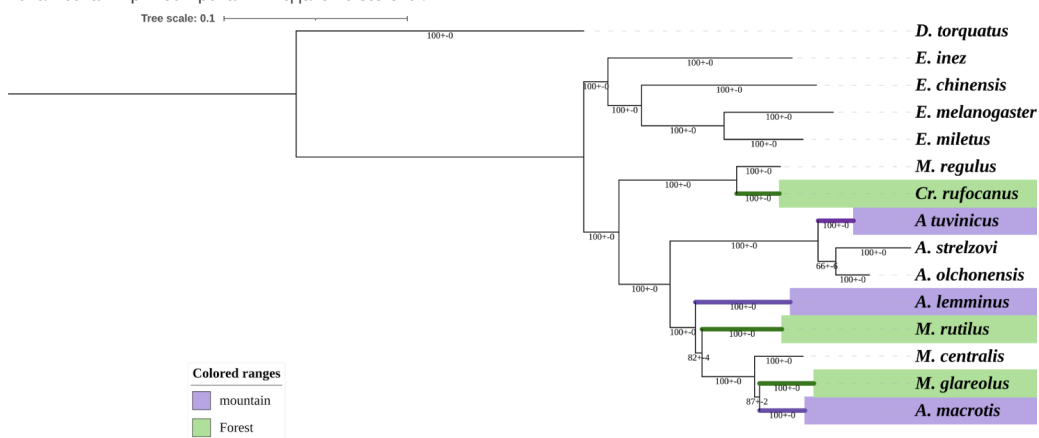 Tree scale: 0.1
100+-0
D. torquatus
100+-0
E. inez
100+-0
100+-0
E. chinensis
100+-0
100+-0
E. melanogaster
100+-0
100+-0
E. miletus
100+-0
M. regulus
100+-0
100+-0
Cr. rufocanus
100+-0
A tuvinicus
100+-0
100+-0
100+-0
A. strelzovi
100+-0
66+-6
A. olchonensis
100+-0
100+-0
A. lemminus
100+-0
M. rutilus
100+-0
100+-0
M. centralis
82+-4
100+-0
M. glareolus
100+-0
87+-2
A. macrotis
100+-0
Colored ranges
mountain
Forest